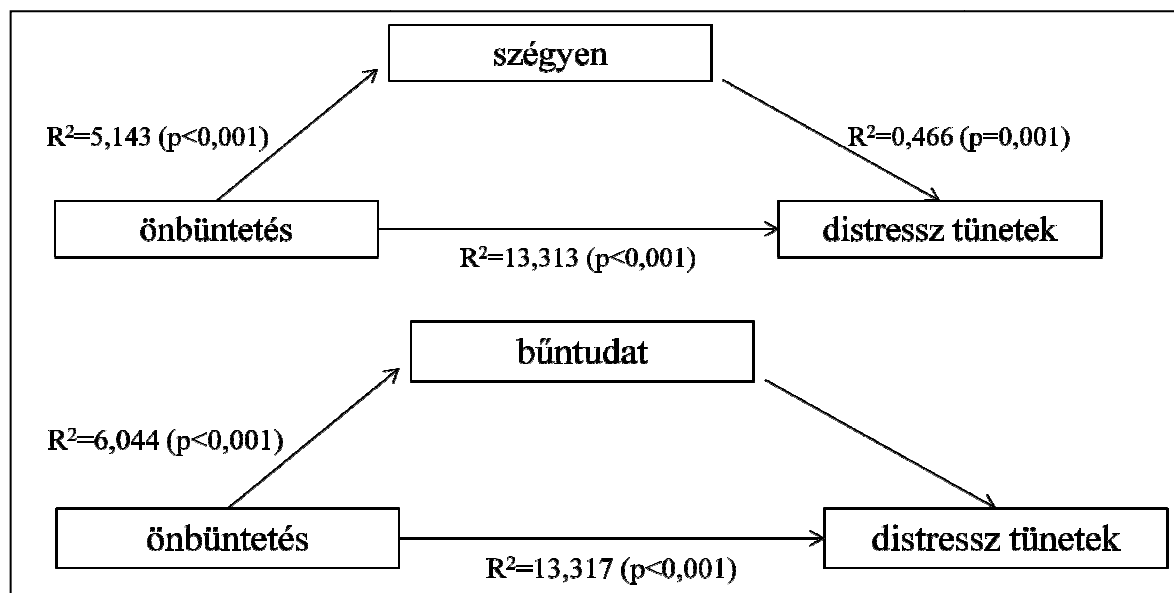 szégyen
R²=5,143 (p<0,001)
R²=0,466 (p=0,001)
önbüntetés
distressz tünetek
R²=13,313 (p<0,001)
bűntudat
R²=6,044 (p<0,001)
önbüntetés
distressz tünetek
R²=13,317 (p<0,001)